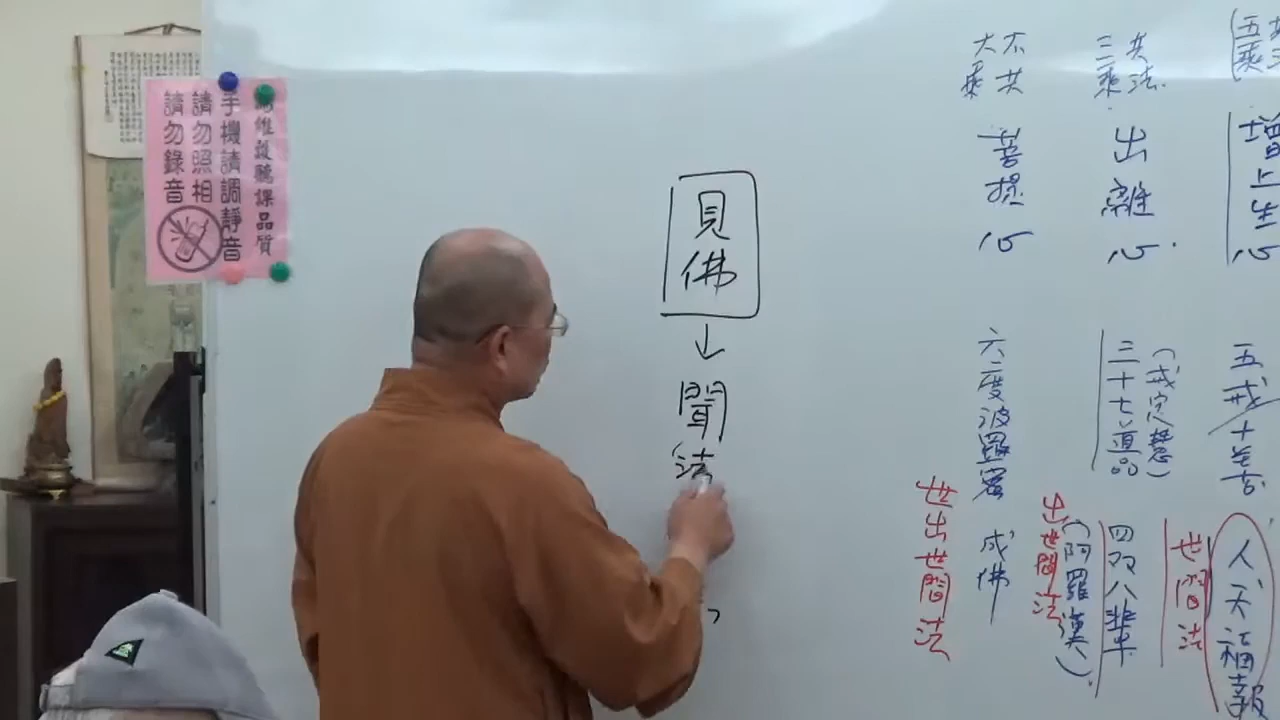 五乘共法
增上生心
五戒十善
人天福報
世間法
三乘共法
出離心
三十七道品
(戒定慧)
四双八輩
(阿羅漢)
出世間法
大乘不共
菩提心
六度波羅蜜
成佛
世出世間法
見佛
↓
聞法
聽課品質
手機請調靜音
請勿照相
請勿錄音